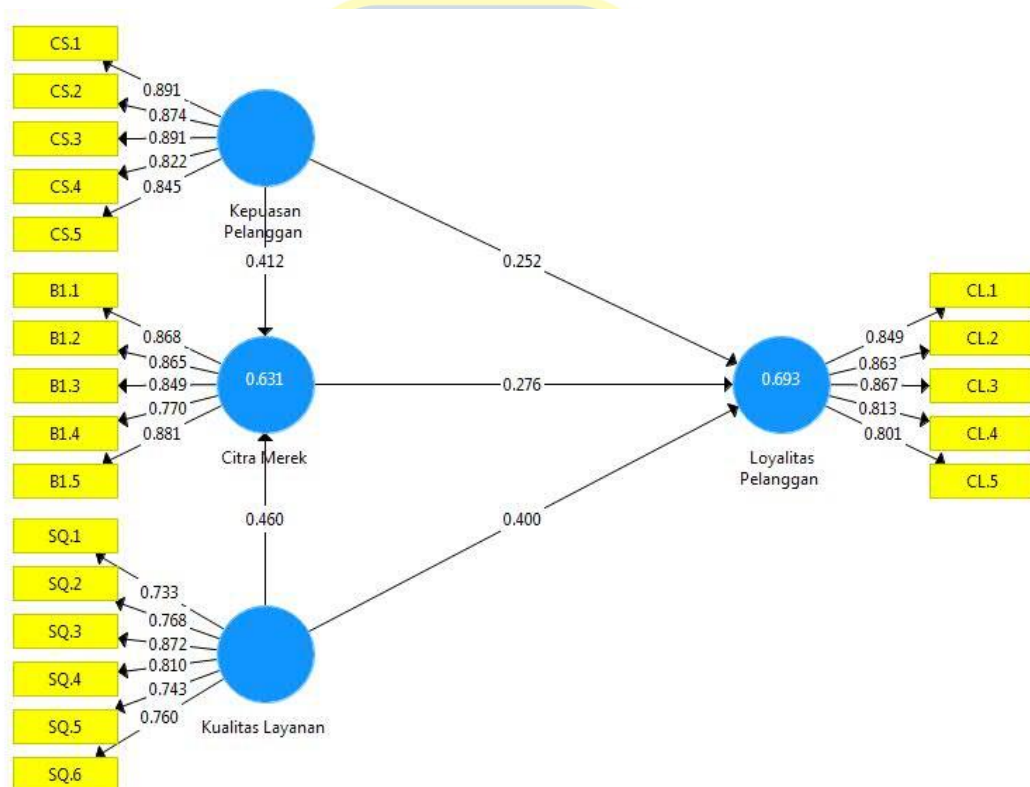 CS.1
CS.2
CS.3
CS.4
CS.5
0.891
0.874
0.891
0.822
0.845
Kepuasan
Pelanggan
0.412
0.252
B1.1
B1.2
B1.3
B1.4
B1.5
0.868
0.865
0.849
0.770
0.881
0.631
Citra Merek
0.276
0.693
Loyalitas
Pelanggan
0.849
0.863
0.867
0.813
0.801
CL.1
CL.2
CL.3
CL.4
CL.5
0.460
0.400
SQ.1
SQ.2
SQ.3
SQ.4
SQ.5
SQ.6
0.733
0.768
0.872
0.810
0.743
0.760
Kualitas Layanan